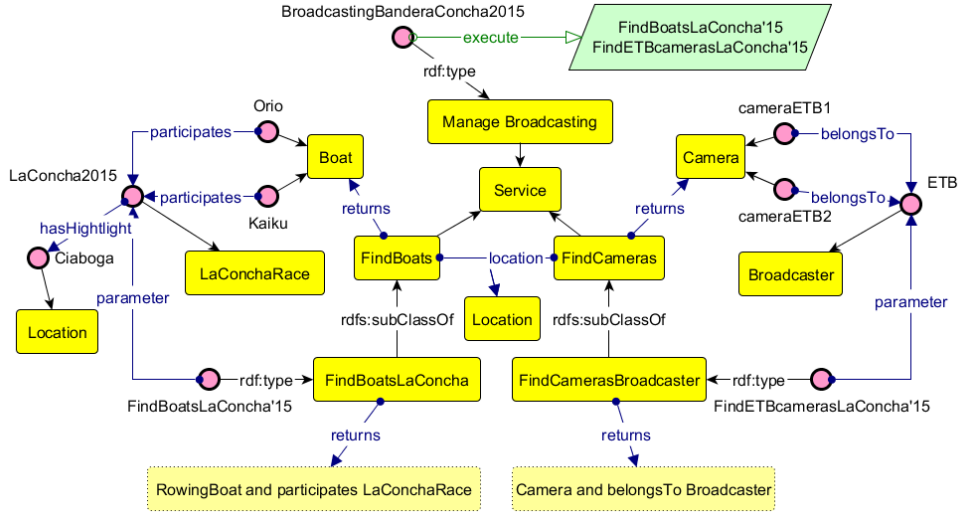 BroadcastingBanderaConcha2015
FindBoatsLaConcha'15
FindETBcamerasLaConcha'15
execute
rdf:type
Orio
cameraETB1
participates
Manage Broadcasting
belongsTo
Boat
Camera
LaConcha2015
Service
ETB
participates
belongsTo
returns
returns
Kaiku
cameraETB2
hasHightlight
Ciaboga
FindBoats
location
FindCameras
LaConchaRace
Broadcaster
parameter
parameter
Location
Location
rdfs:subClassOf
rdfs:subClassOf
rdf:type
FindBoatsLaConcha
FindCamerasBroadcaster
rdf:type
FindBoatsLaConcha'15
FindETBcamerasLaConcha'15
returns
returns
RowingBoat and participates LaConchaRace
Camera and belongsTo Broadcaster